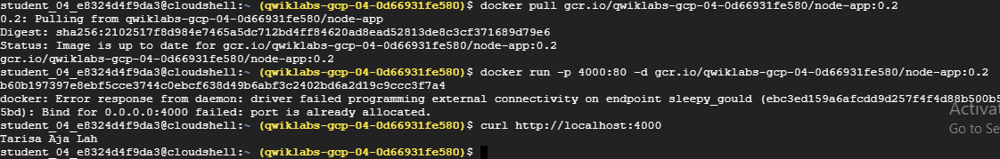 student_04_e8324d4f9da3@cloudshell:~ (qwiklabs-gcp-04-0d66931fe580)$ docker pull gcr.io/qwiklabs-gcp-04-0d66931fe580/node-app:0.2
0.2: Pulling from qwiklabs-gcp-04-0d66931fe580/node-app
Digest: sha256:2102517f8d984e7465a5dc712bd4ff84620ad8ead52813de8c3cf371689d79e6
Status: Image is up to date for gcr.io/qwiklabs-gcp-04-0d66931fe580/node-app:0.2
gcr.io/qwiklabs-gcp-04-0d66931fe580/node-app:0.2
student_04_e8324d4f9da3@cloudshell:~ (qwiklabs-gcp-04-0d66931fe580)$ docker run -p 4000:80 -d gcr.io/qwiklabs-gcp-04-0d66931fe580/node-app:0.2
b60b197397e8ebf5cce3744c0ebcf638d49b6abf3c2402bd6a2d19c9ccc3f7a4
docker: Error response from daemon: driver failed programming external connectivity on endpoint sleepy_gould (ebc3ed159a6afcdd9d257f4f4d88b500b5
5bd): Bind for 0.0.0.0:4000 failed: port is already allocated.
student_04_e8324d4f9da3@cloudshell:~ (qwiklabs-gcp-04-0d66931fe580)$ curl http://localhost:4000
Tarisa Aja Lah
student_04_e8324d4f9da3@cloudshell:~ (qwiklabs-gcp-04-0d66931fe580)$
Activat
Go to Se